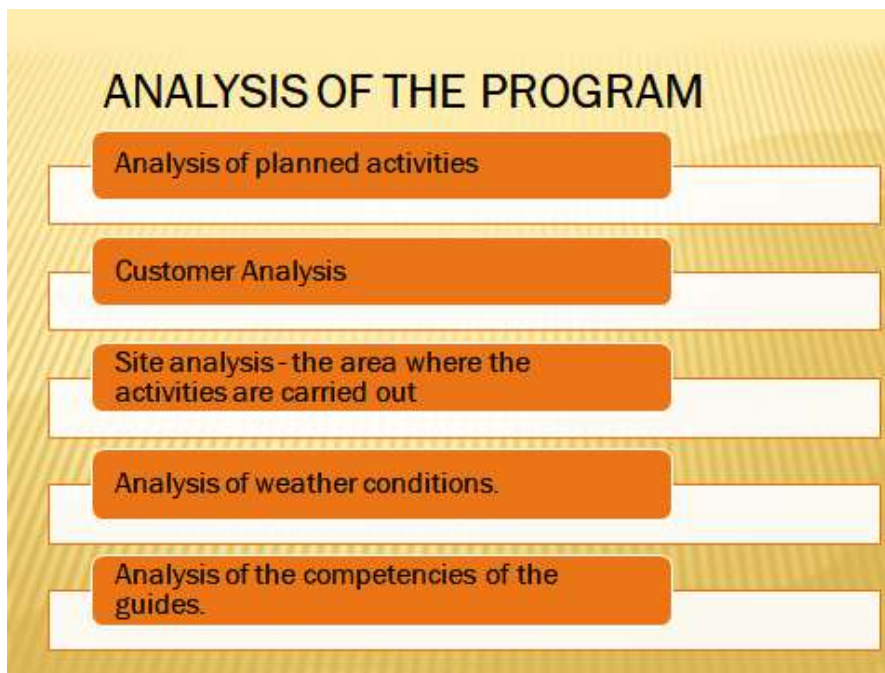 ANALYSIS OF THE PROGRAM
Analysis of planned activities
Customer Analysis
Site analysis - the area where the
activities are carried out
Analysis of weather conditions.
Analysis of the competencies of the
guides.